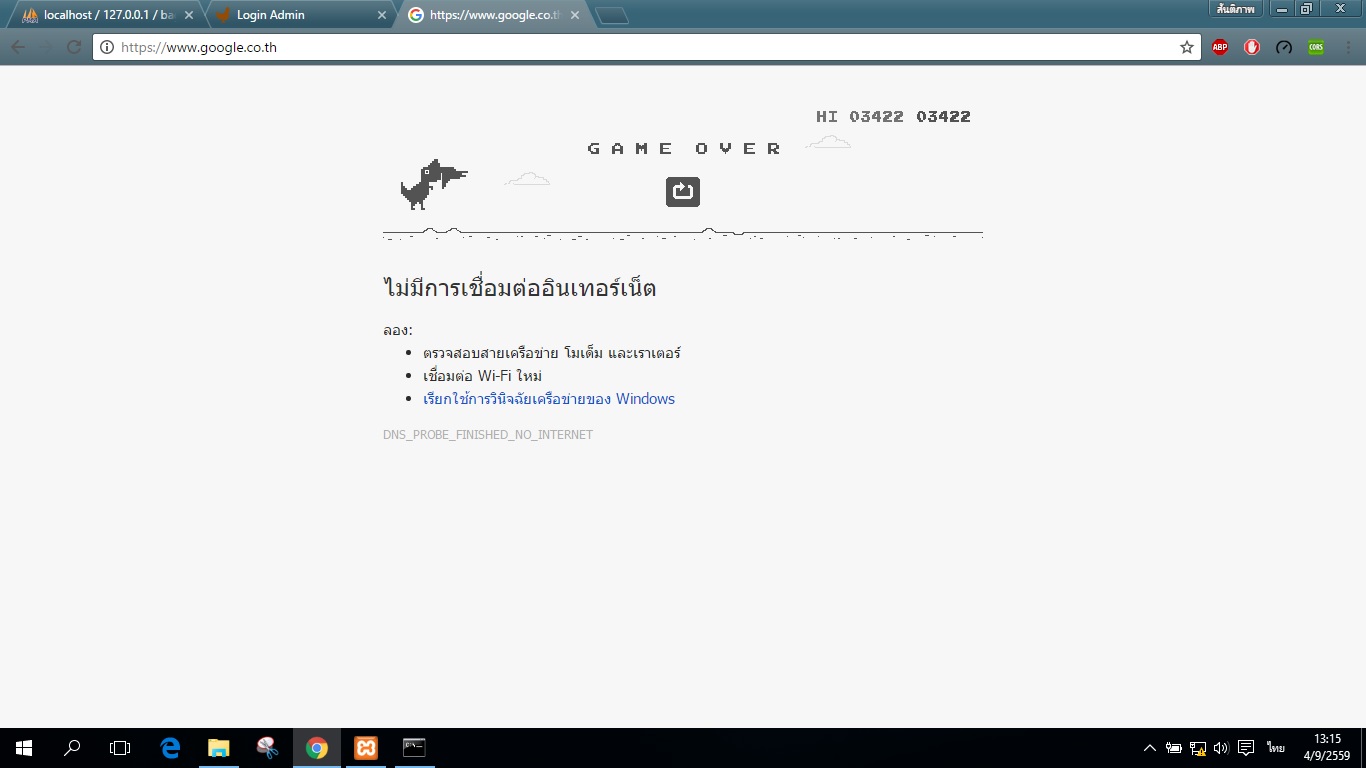 localhost / 127.0.0.1 / ba
Login Admin
https://www.google.co.th
สันติภาพ
https://www.google.co.th
ABP
CORS
HI 03422 03422
GAME OVER
ไม่มีการเชื่อมต่ออินเทอร์เน็ต
ลอง:
• ตรวจสอบสายเครือข่าย โมเด็ม และเราเตอร์
• เชื่อมต่อ Wi-Fi ใหม่
• เรียกใช้การวินิจฉัยเครือข่ายของ Windows
DNS_PROBE_FINISHED_NO_INTERNET
ไทย
13:15
4/9/2559